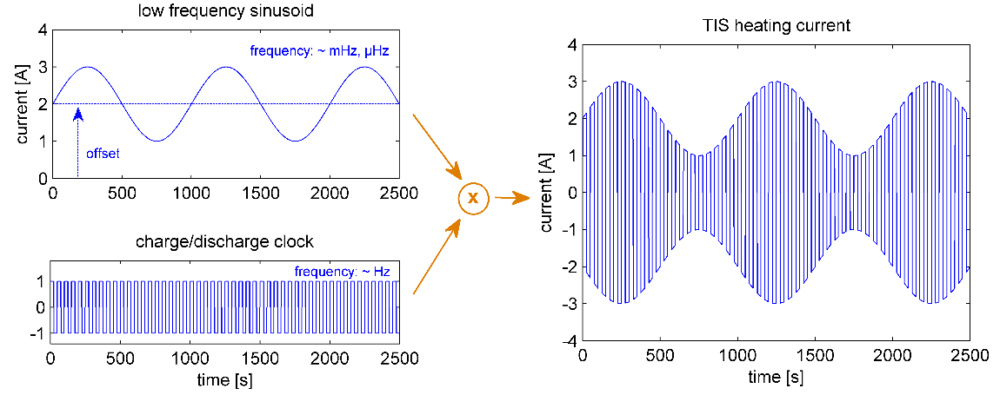 low frequency sinusoid
4
3
2
1
0
current [A]
frequency: ~ mHz, μHz
offset
0 500 1000 1500 2000 2500
charge/discharge clock
1
0
-1
frequency: ~ Hz
0 500 1000 1500 2000 2500
time [s]
x
TIS heating current
4
3
2
1
0
-1
-2
-3
-4
current [A]
0 500 1000 1500 2000 2500
time [s]